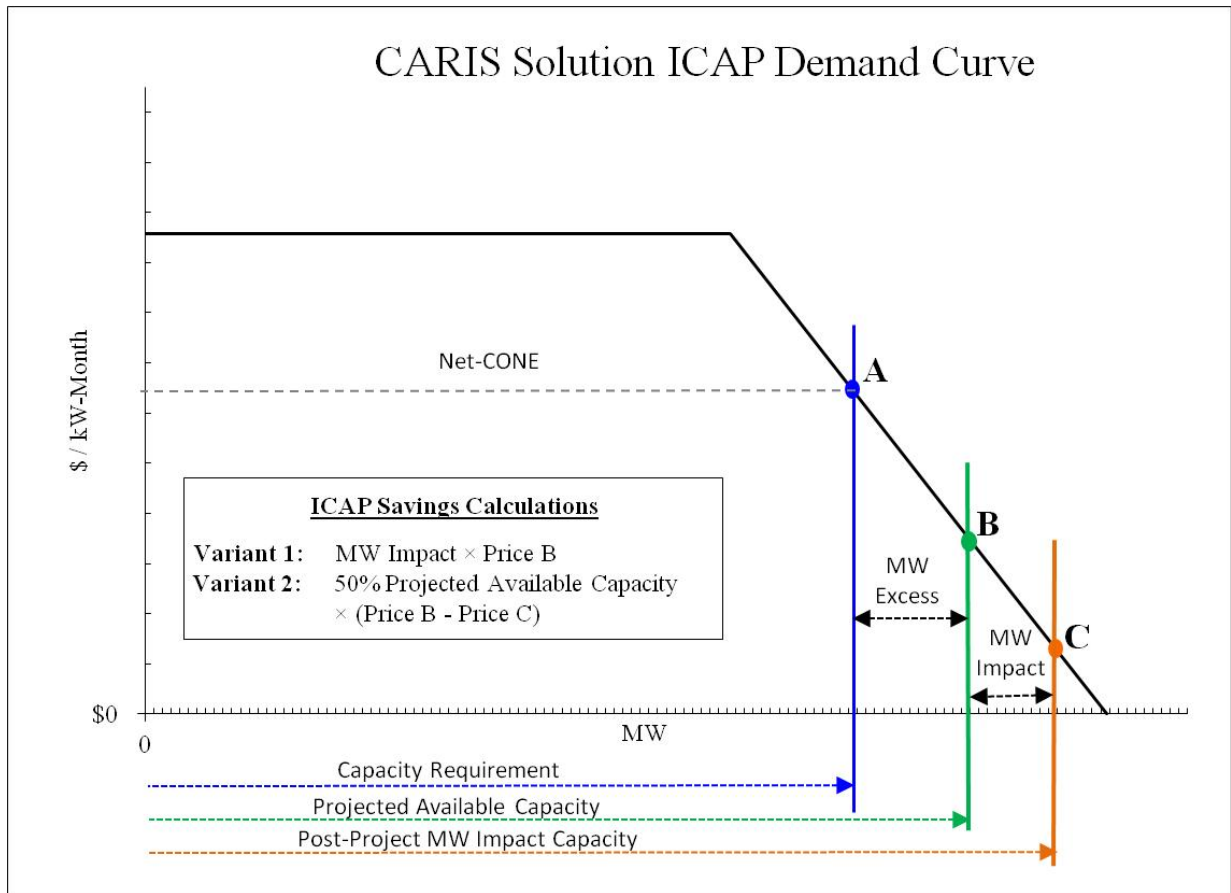 CARIS Solution ICAP Demand Curve
$ / kW-Month
Net-CONE
A
ICAP Savings Calculations
Variant 1: MW Impact × Price B
Variant 2: 50% Projected Available Capacity
× (Price B - Price C)
B
MW
Excess
MW
Impact
C
$0
0
MW
Capacity Requirement
Projected Available Capacity
Post-Project MW Impact Capacity